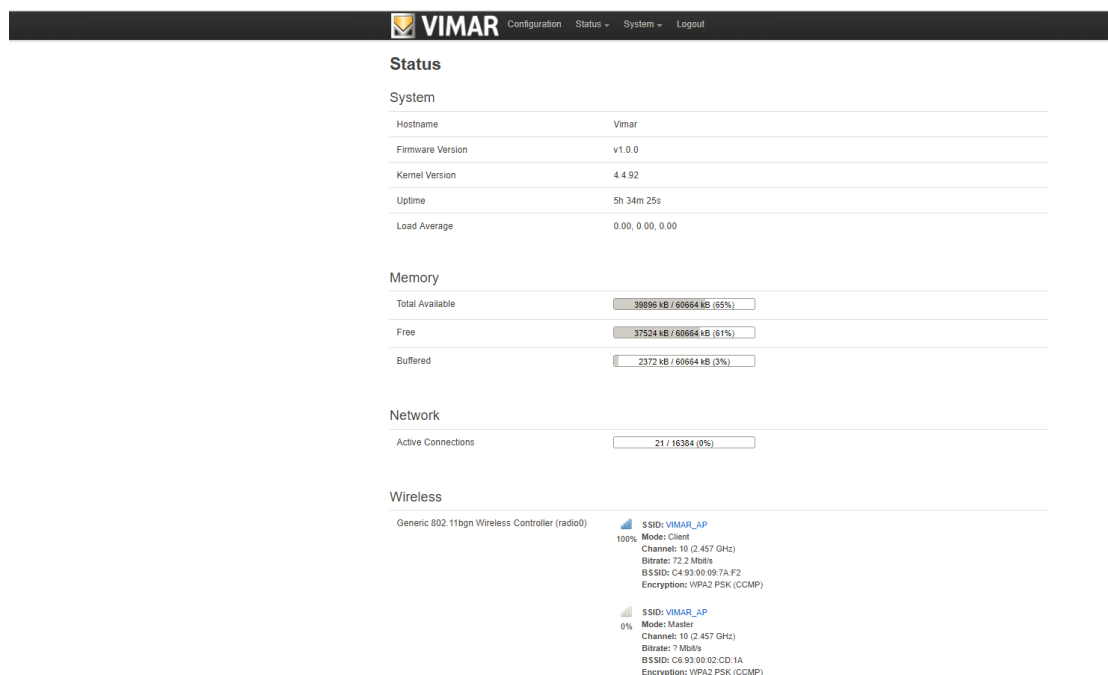 VIMAR Configuration Status System Logout
Status
System
Hostname Vimar
Firmware Version v1.0.0
Kernel Version 4.4.92
Uptime 5h 34m 25s
Load Average 0.00, 0.00, 0.00
Memory
Total Available 39896 kB / 60664 kB (65%)
Free 37524 kB / 60664 kB (61%)
Buffered 2372 kB / 60664 kB (3%)
Network
Active Connections 21 / 16384 (0%)
Wireless
Generic 802.11bgn Wireless Controller (radio0) SSID: VIMAR_AP
100% Mode: Client
Channel: 10 (2.457 GHz)
Bitrate: 72.2 Mbit/s
BSSID: C4:93:00:09:7A:F2
Encryption: WPA2 PSK (CCMP)
SSID: VIMAR_AP
0% Mode: Master
Channel: 10 (2.457 GHz)
Bitrate: ? Mbit/s
BSSID: C6:93:00:02:CD:1A
Encryption: WPA2 PSK (CCMP)